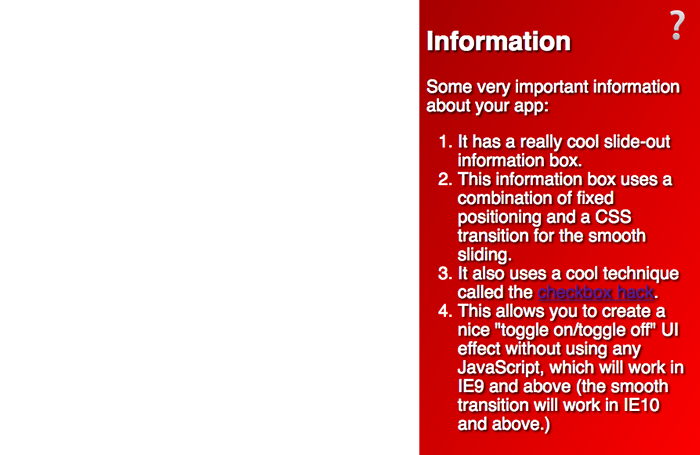 ?
Information
Some very important information
about your app:
1. It has a really cool slide-out
information box.
2. This information box uses a
combination of fixed
positioning and a CSS
transition for the smooth
sliding.
3. It also uses a cool technique
called the checkbox hack.
4. This allows you to create a
nice "toggle on/toggle off" UI
effect without using any
JavaScript, which will work in
IE9 and above (the smooth
transition will work in IE10
and above.)